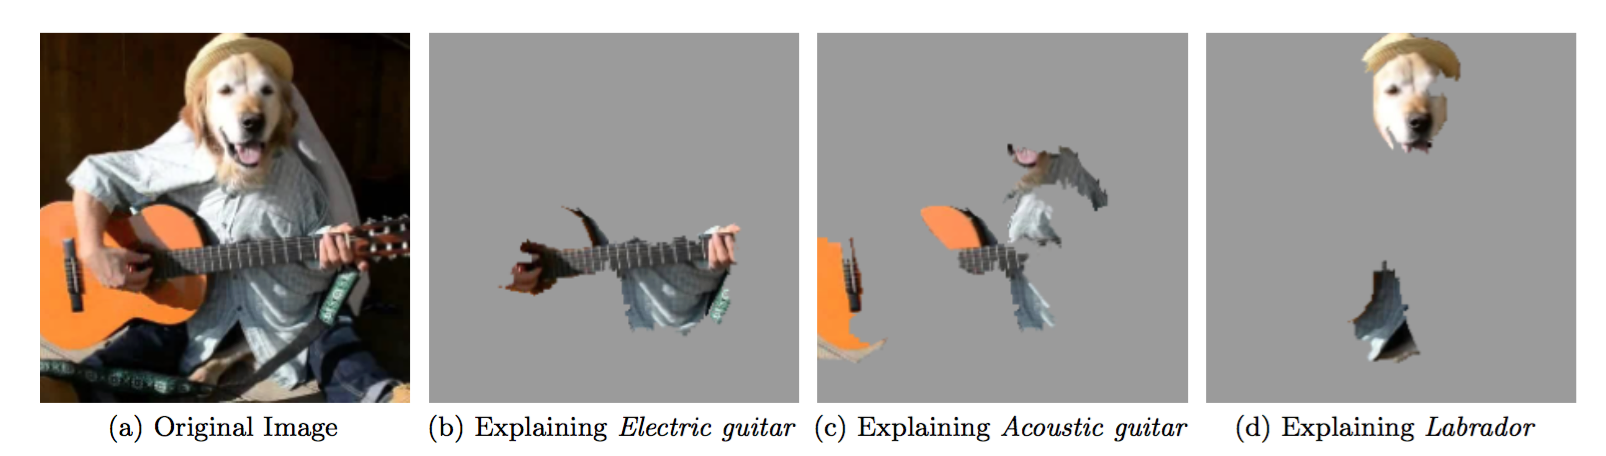 (a) Original Image
(b) Explaining Electric guitar
(c) Explaining Acoustic guitar
(d) Explaining Labrador